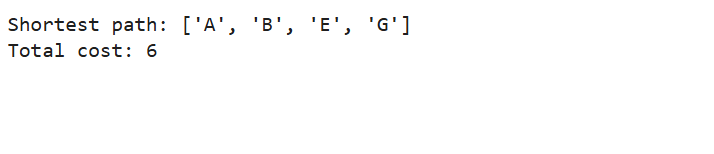 Shortest path: ['A', 'B', 'E', 'G']
Total cost: 6